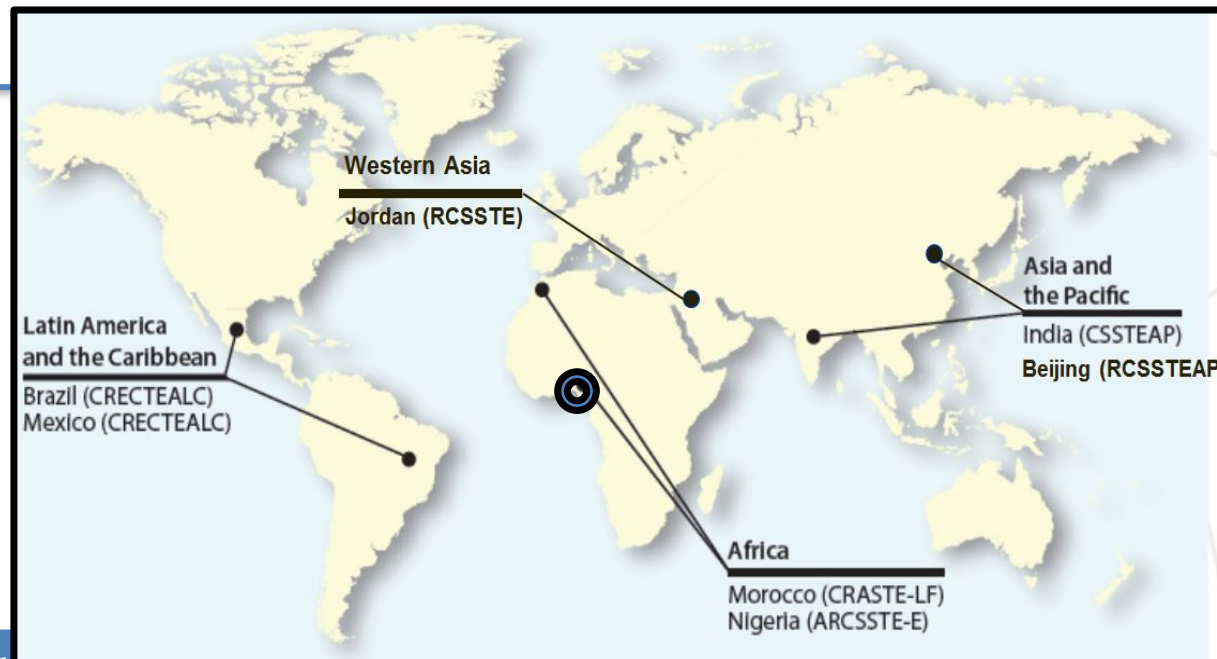 Western Asia
Jordan (RCSSTE)
Asia and
the Pacific
India (CSSTEAP)
Beijing (RCSSTEAP
Latin America
and the Caribbean
Brazil (CRECTEALC)
Mexico (CRECTEALC)
Africa
Morocco (CRASTE-LF)
Nigeria (ARCSSTE-E)